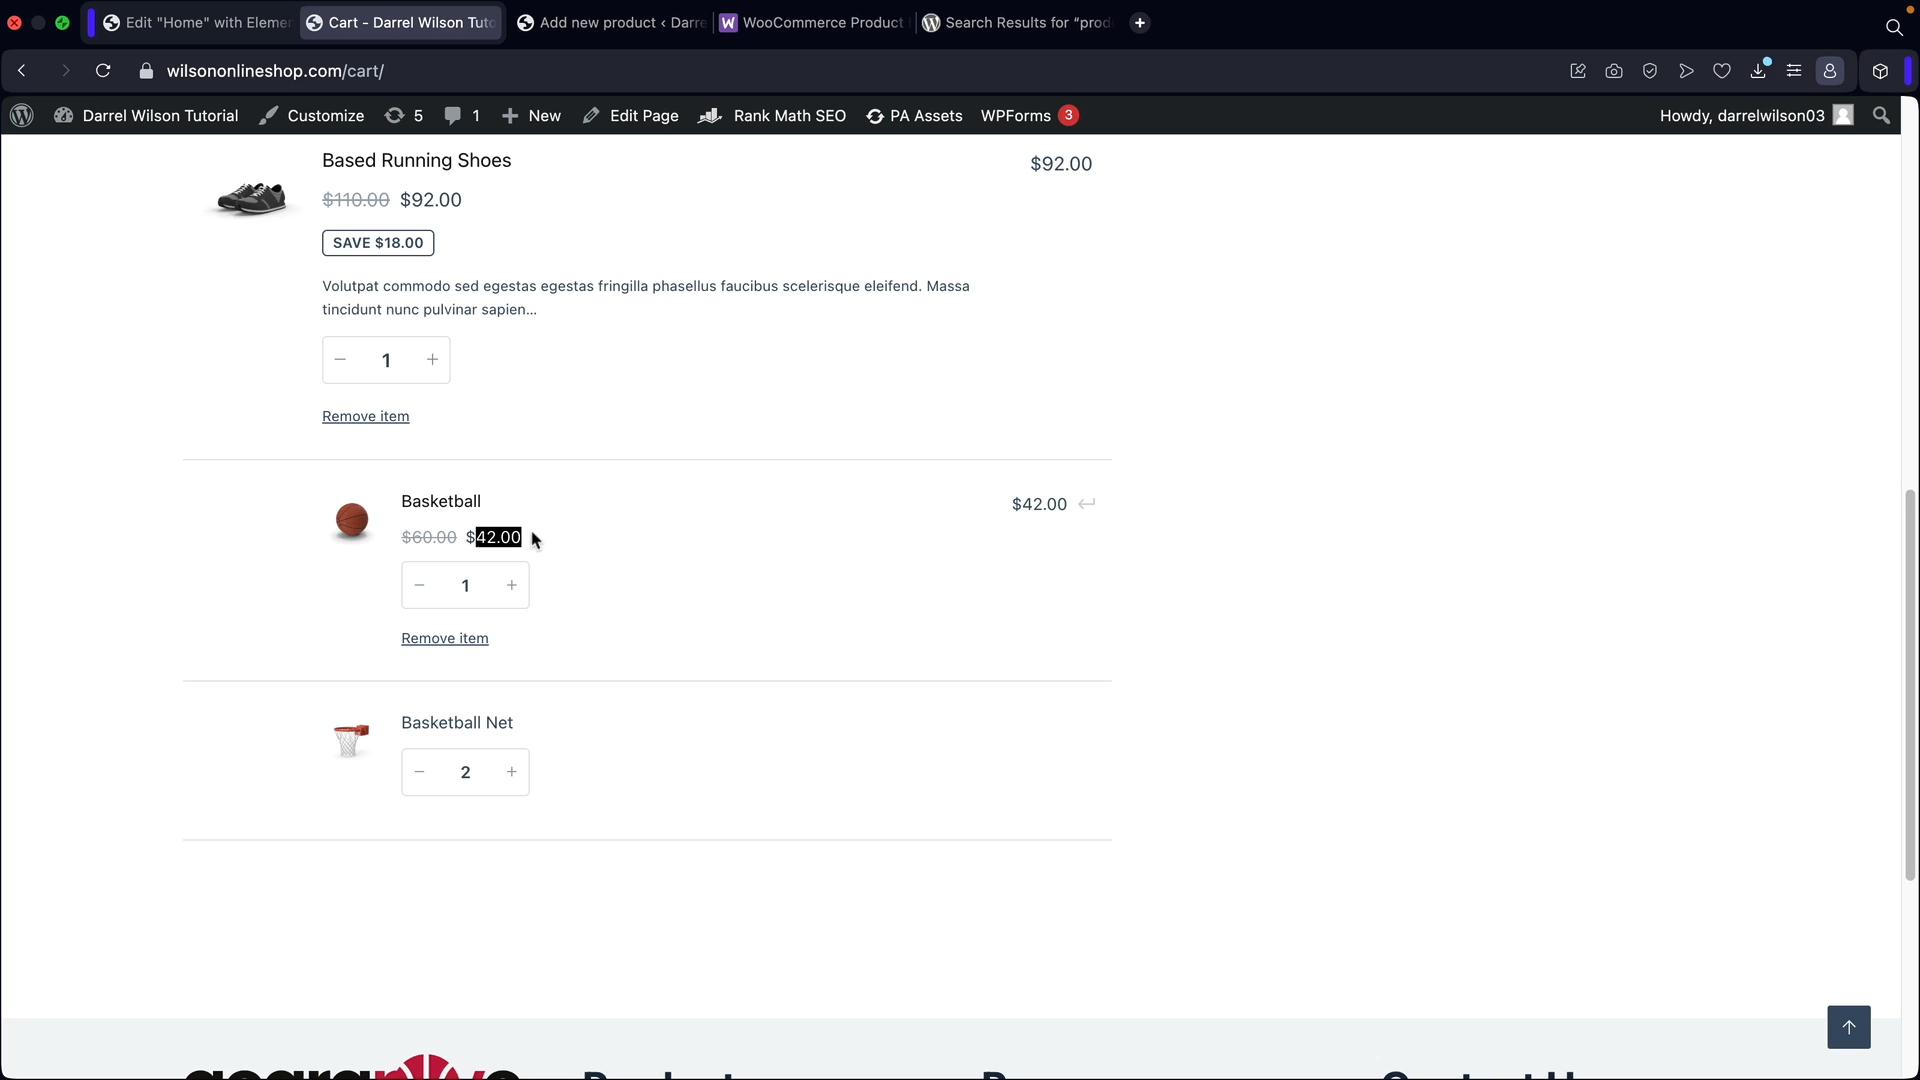 Edit "Home" with Elemen
Cart - Darrel Wilson Tuto
Add new product ‹ Darre
WooCommerce Product
Search Results for “prod
wilsononlineshop.com/cart/
Darrel Wilson Tutorial
Customize
5
1
New
Edit Page
Rank Math SEO
PA Assets
WPForms 3
Howdy, darrelwilson03
Based Running Shoes
$92.00
$110.00 $92.00
SAVE $18.00
Volutpat commodo sed egestas egestas fringilla phasellus faucibus scelerisque eleifend. Massa
tincidunt nunc pulvinar sapien…
− 1 +
Remove item
Basketball
$42.00
$60.00 $42.00
− 1 +
Remove item
Basketball Net
− 2 +